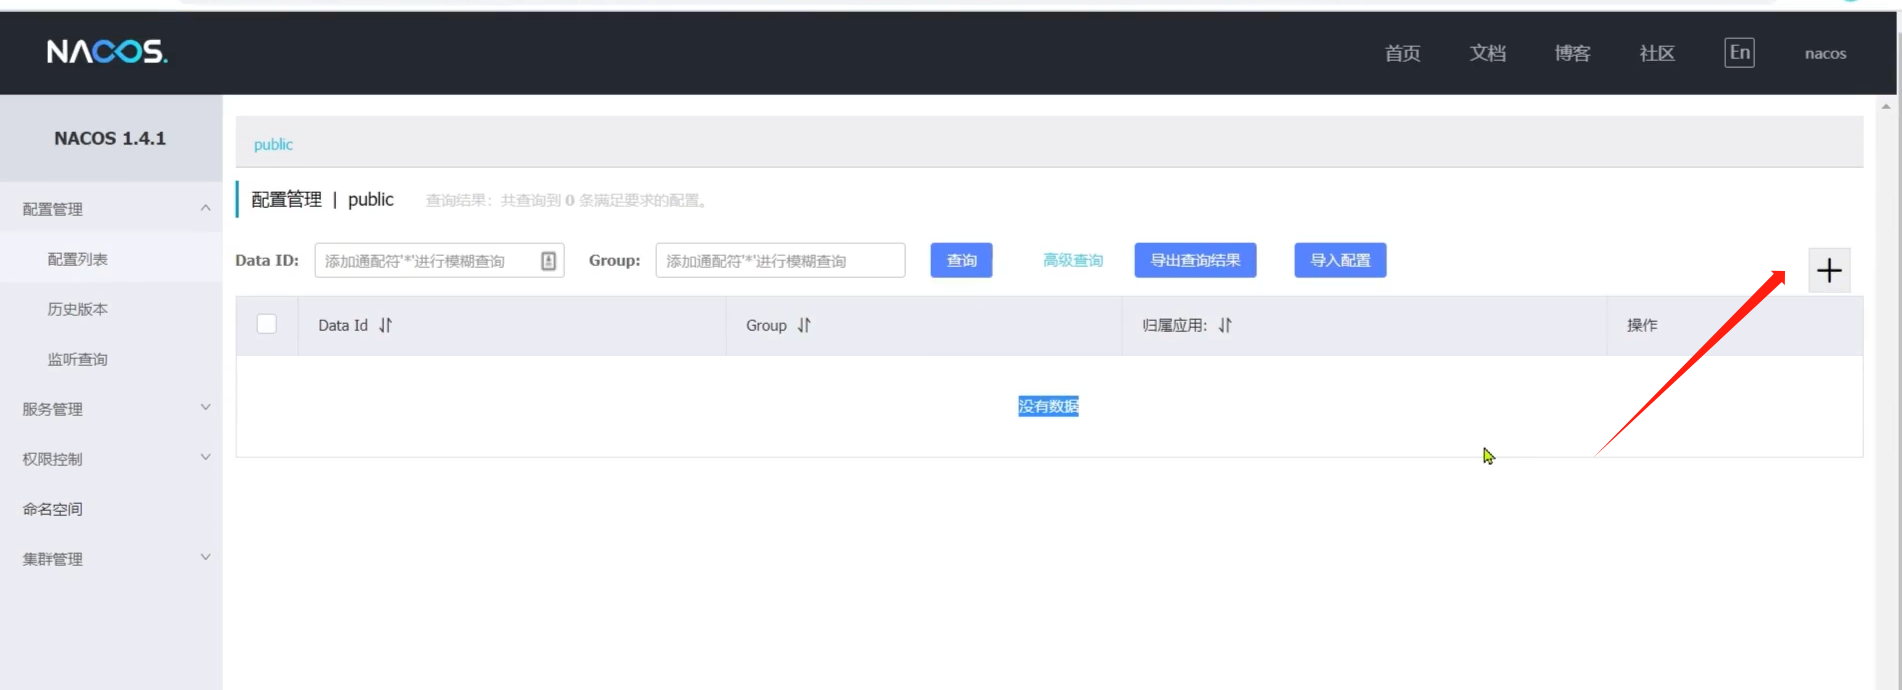 NACOS.
首页 文档 博客 社区 En nacos
NACOS 1.4.1
配置管理
配置列表
历史版本
监听查询
服务管理
权限控制
命名空间
集群管理
public
配置管理 | public 查询结果：共查询到 0 条满足要求的配置。
Data ID: 添加通配符'*'进行模糊查询 Group: 添加通配符'*'进行模糊查询 查询 高级查询 导出查询结果 导入配置
Data Id Group 归属应用: 操作
没有数据